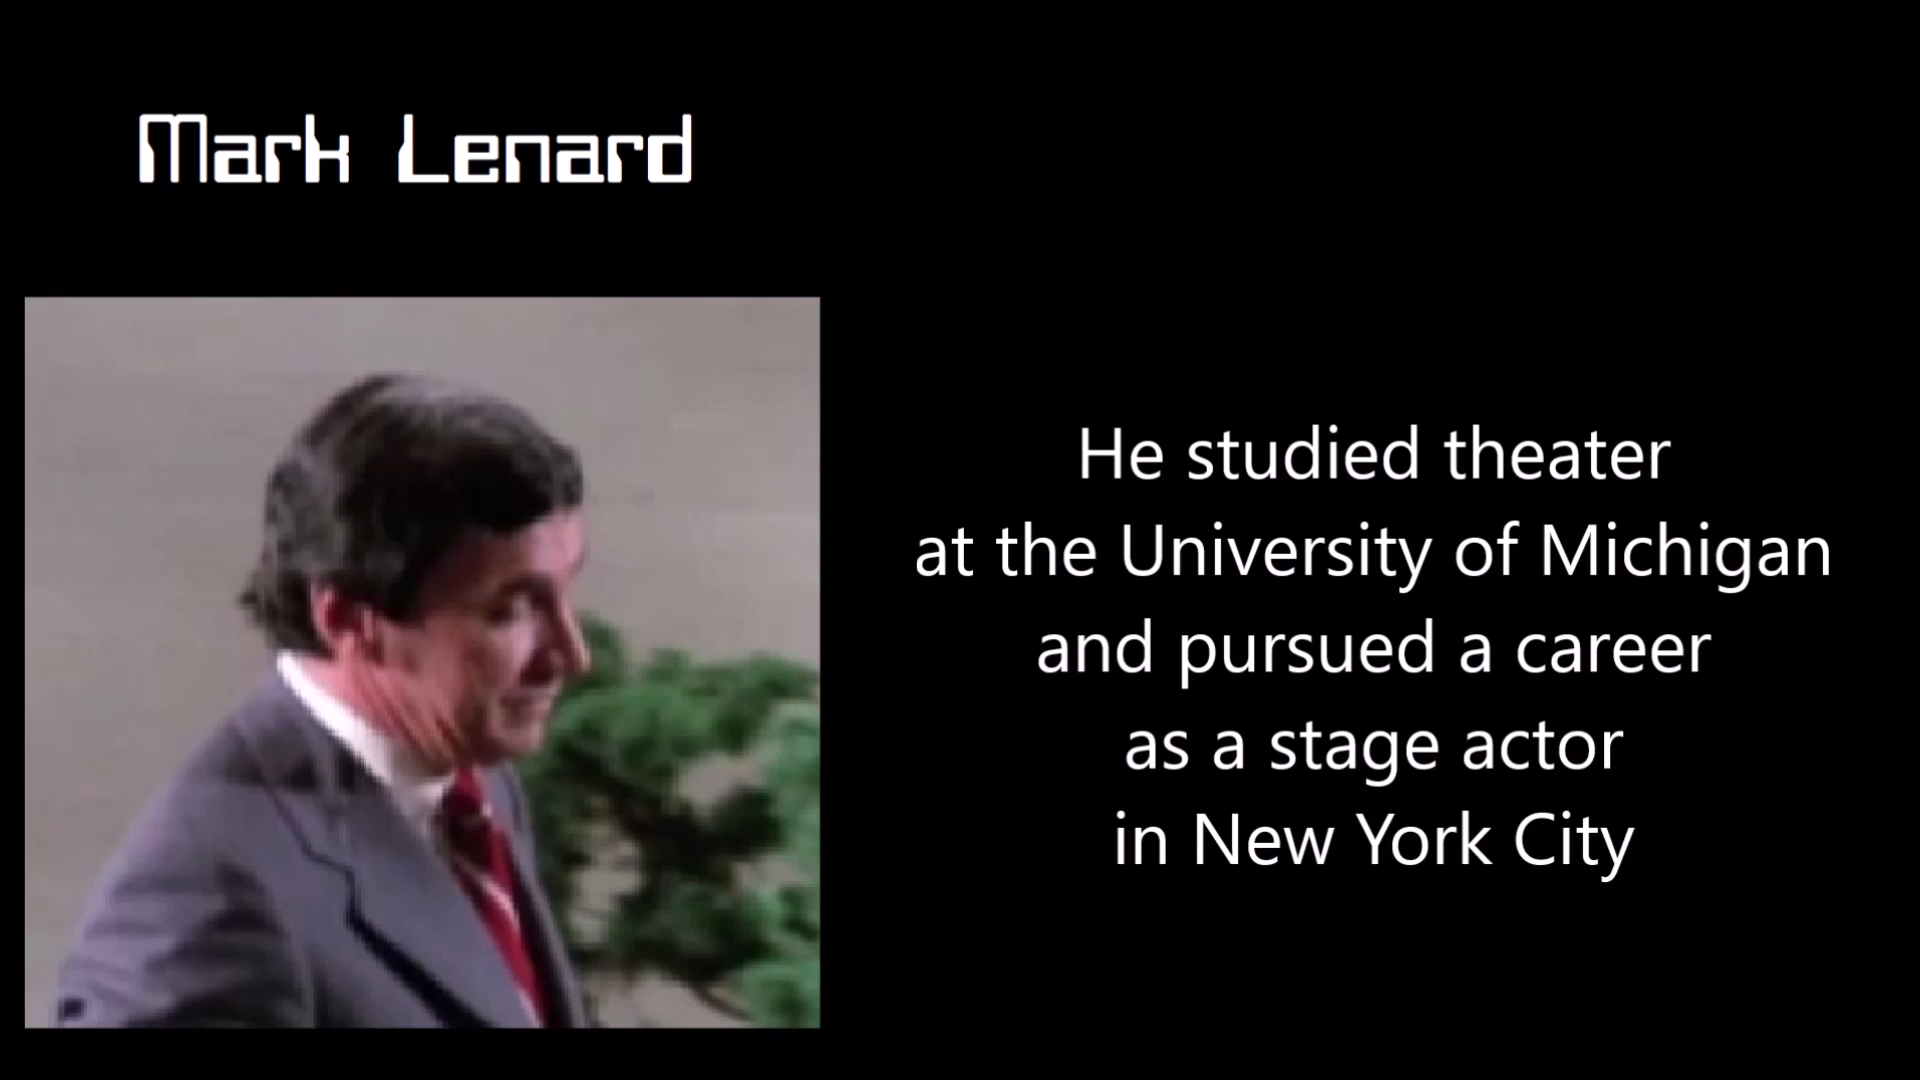 Mark Lenard
He studied theater
at the University of Michigan
and pursued a career
as a stage actor
in New York City